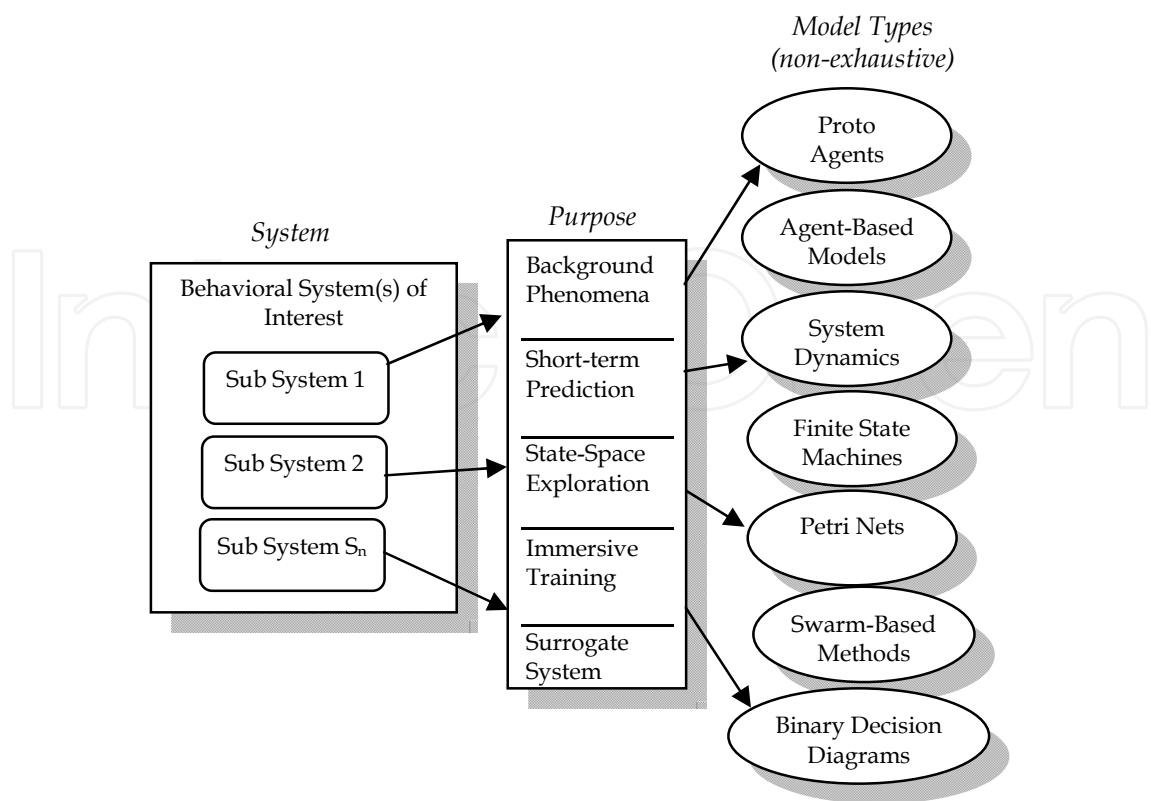 Model Types
(non-exhaustive)
Proto
Agents
Agent-Based
Models
System
Dynamics
Finite State
Machines
Petri Nets
Swarm-Based
Methods
Binary Decision
Diagrams
Purpose
Background
Phenomena
Short-term
Prediction
State-Space
Exploration
Immersive
Training
Surrogate
System
System
Behavioral System(s) of
Interest
Sub System 1
Sub System 2
Sub System Sn